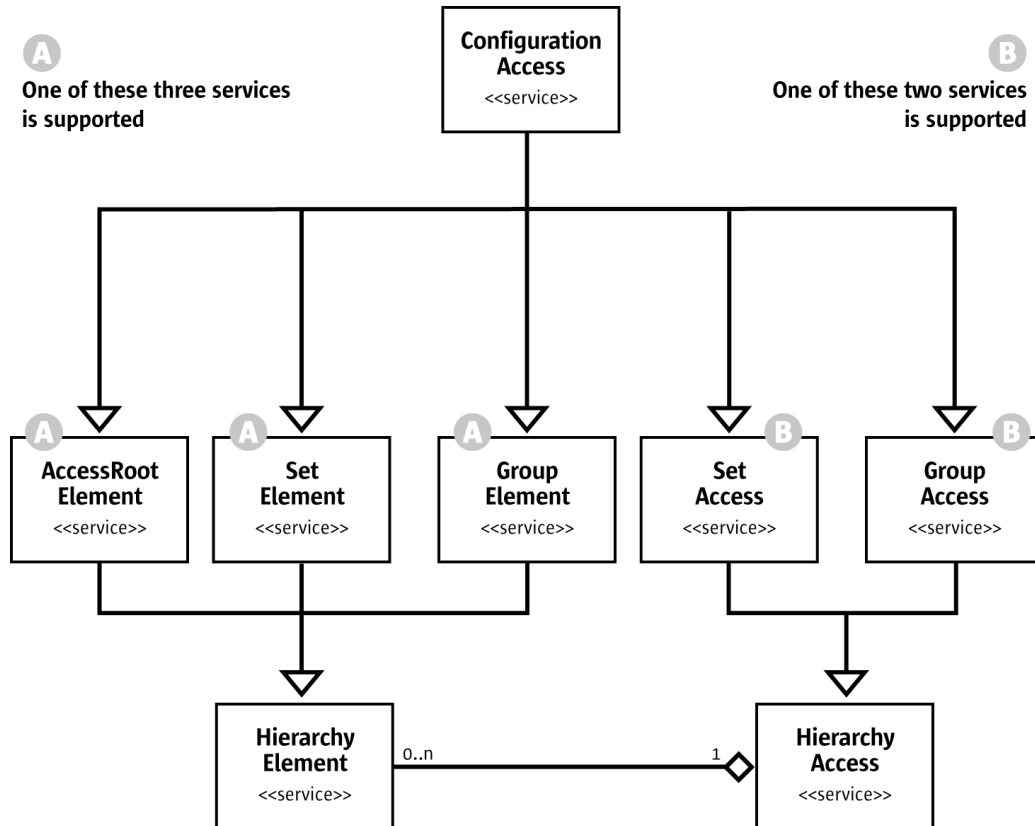 Configuration
Access
<<service>>
A
One of these three services
is supported
B
One of these two services
is supported
A
AccessRoot
Element
<<service>>
A
Set
Element
<<service>>
A
Group
Element
<<service>>
B
Set
Access
<<service>>
B
Group
Access
<<service>>
Hierarchy
Element
<<service>>
0..n
1
Hierarchy
Access
<<service>>